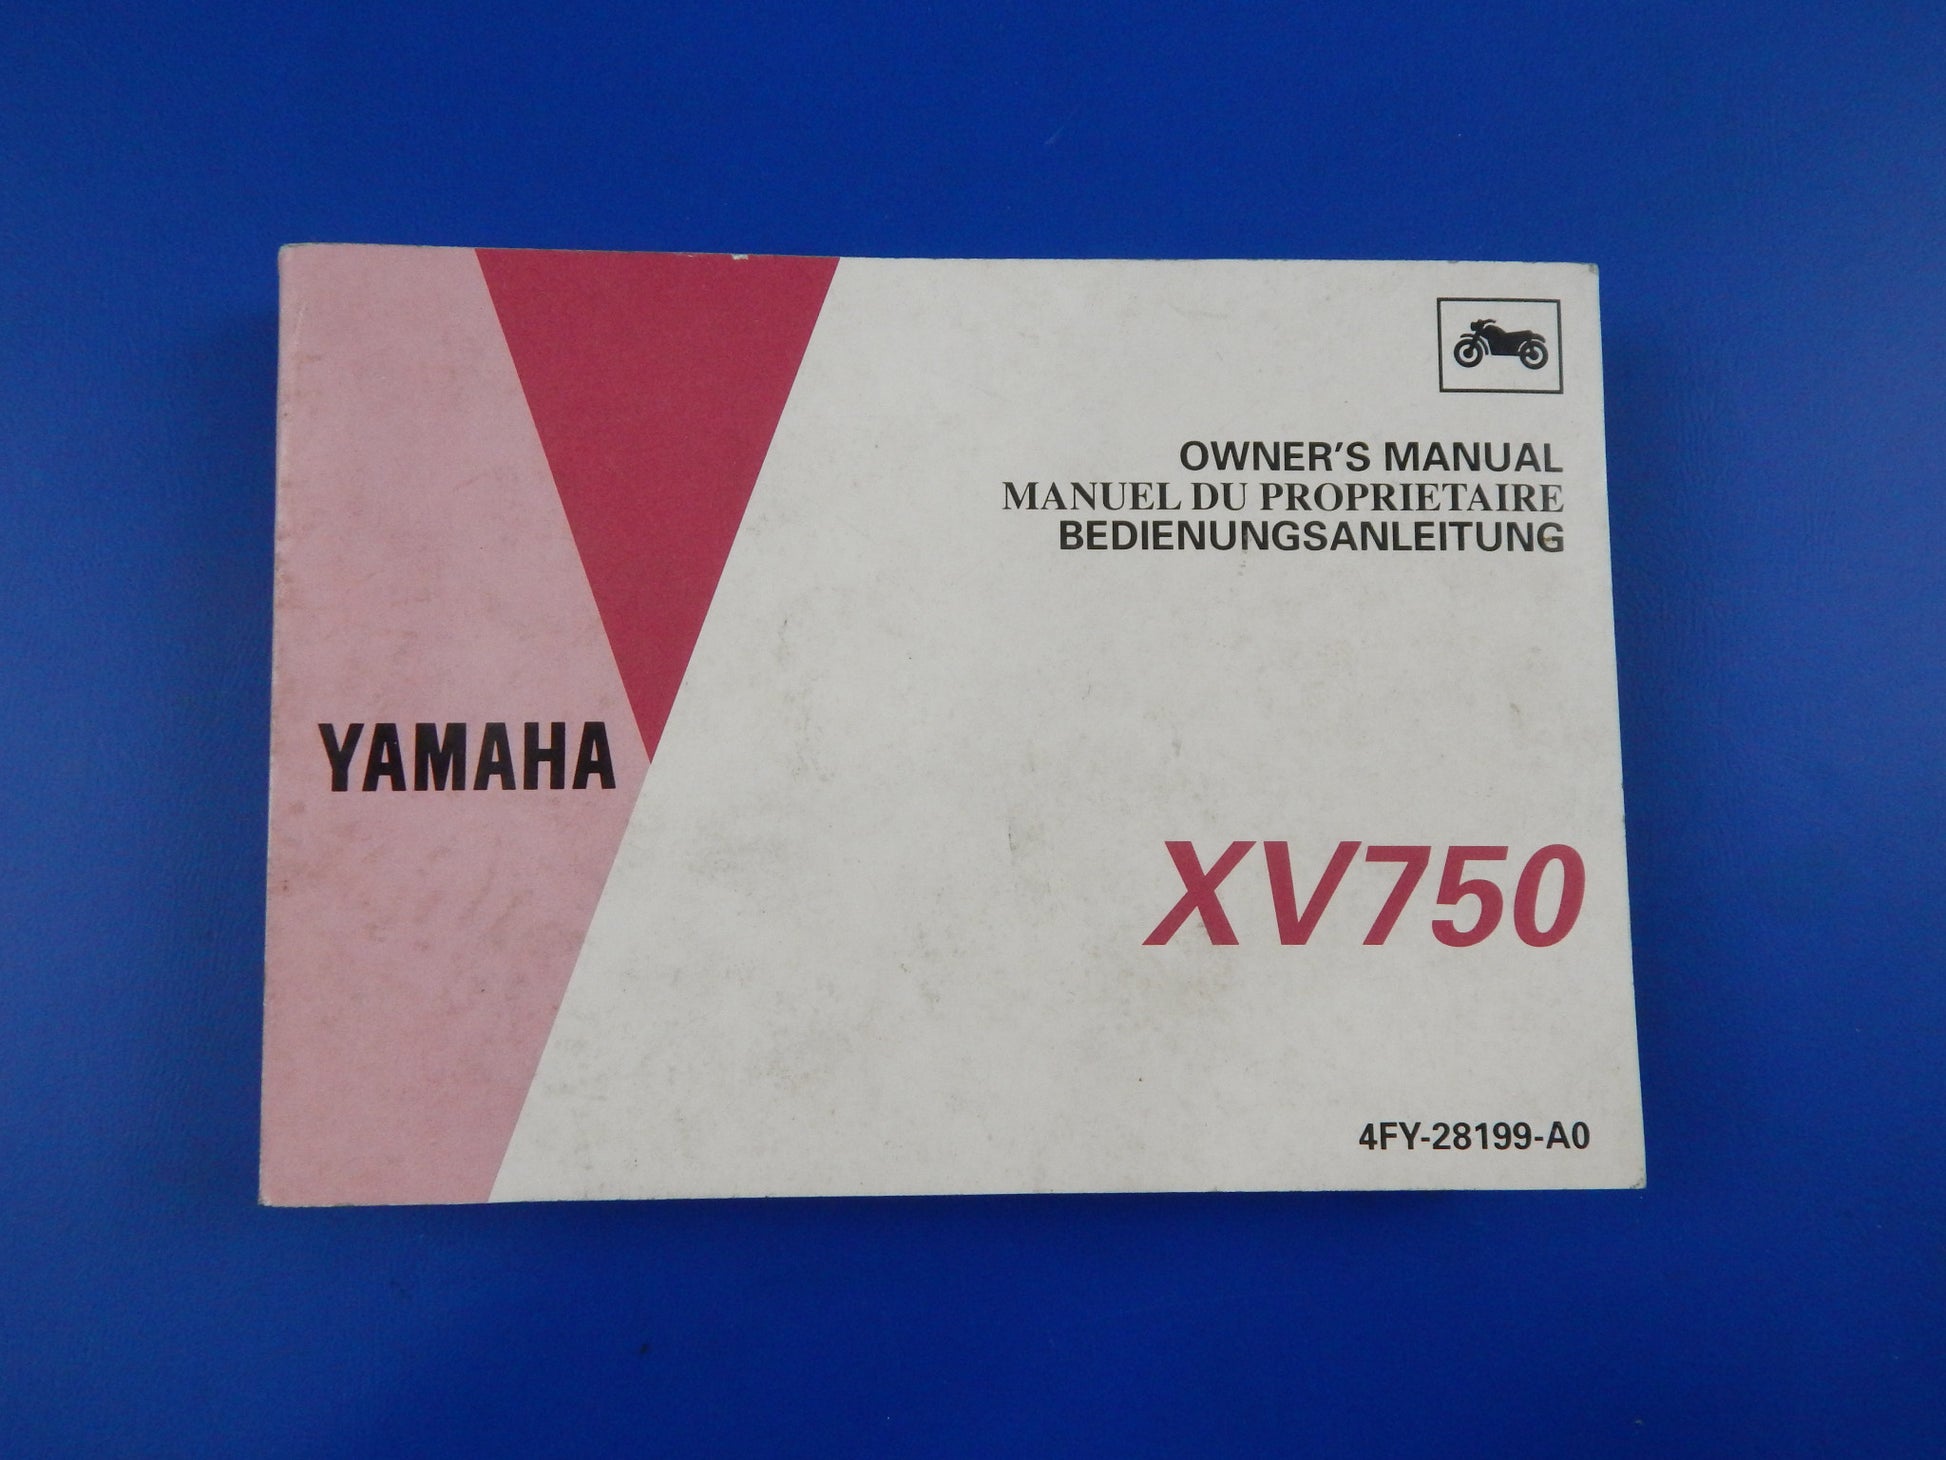 OWNER'S MANUAL
MANUEL DU PROPRIETAIRE
BEDIENUNGSANLEITUNG
YAMAHA
XV750
4FY-28199-A0